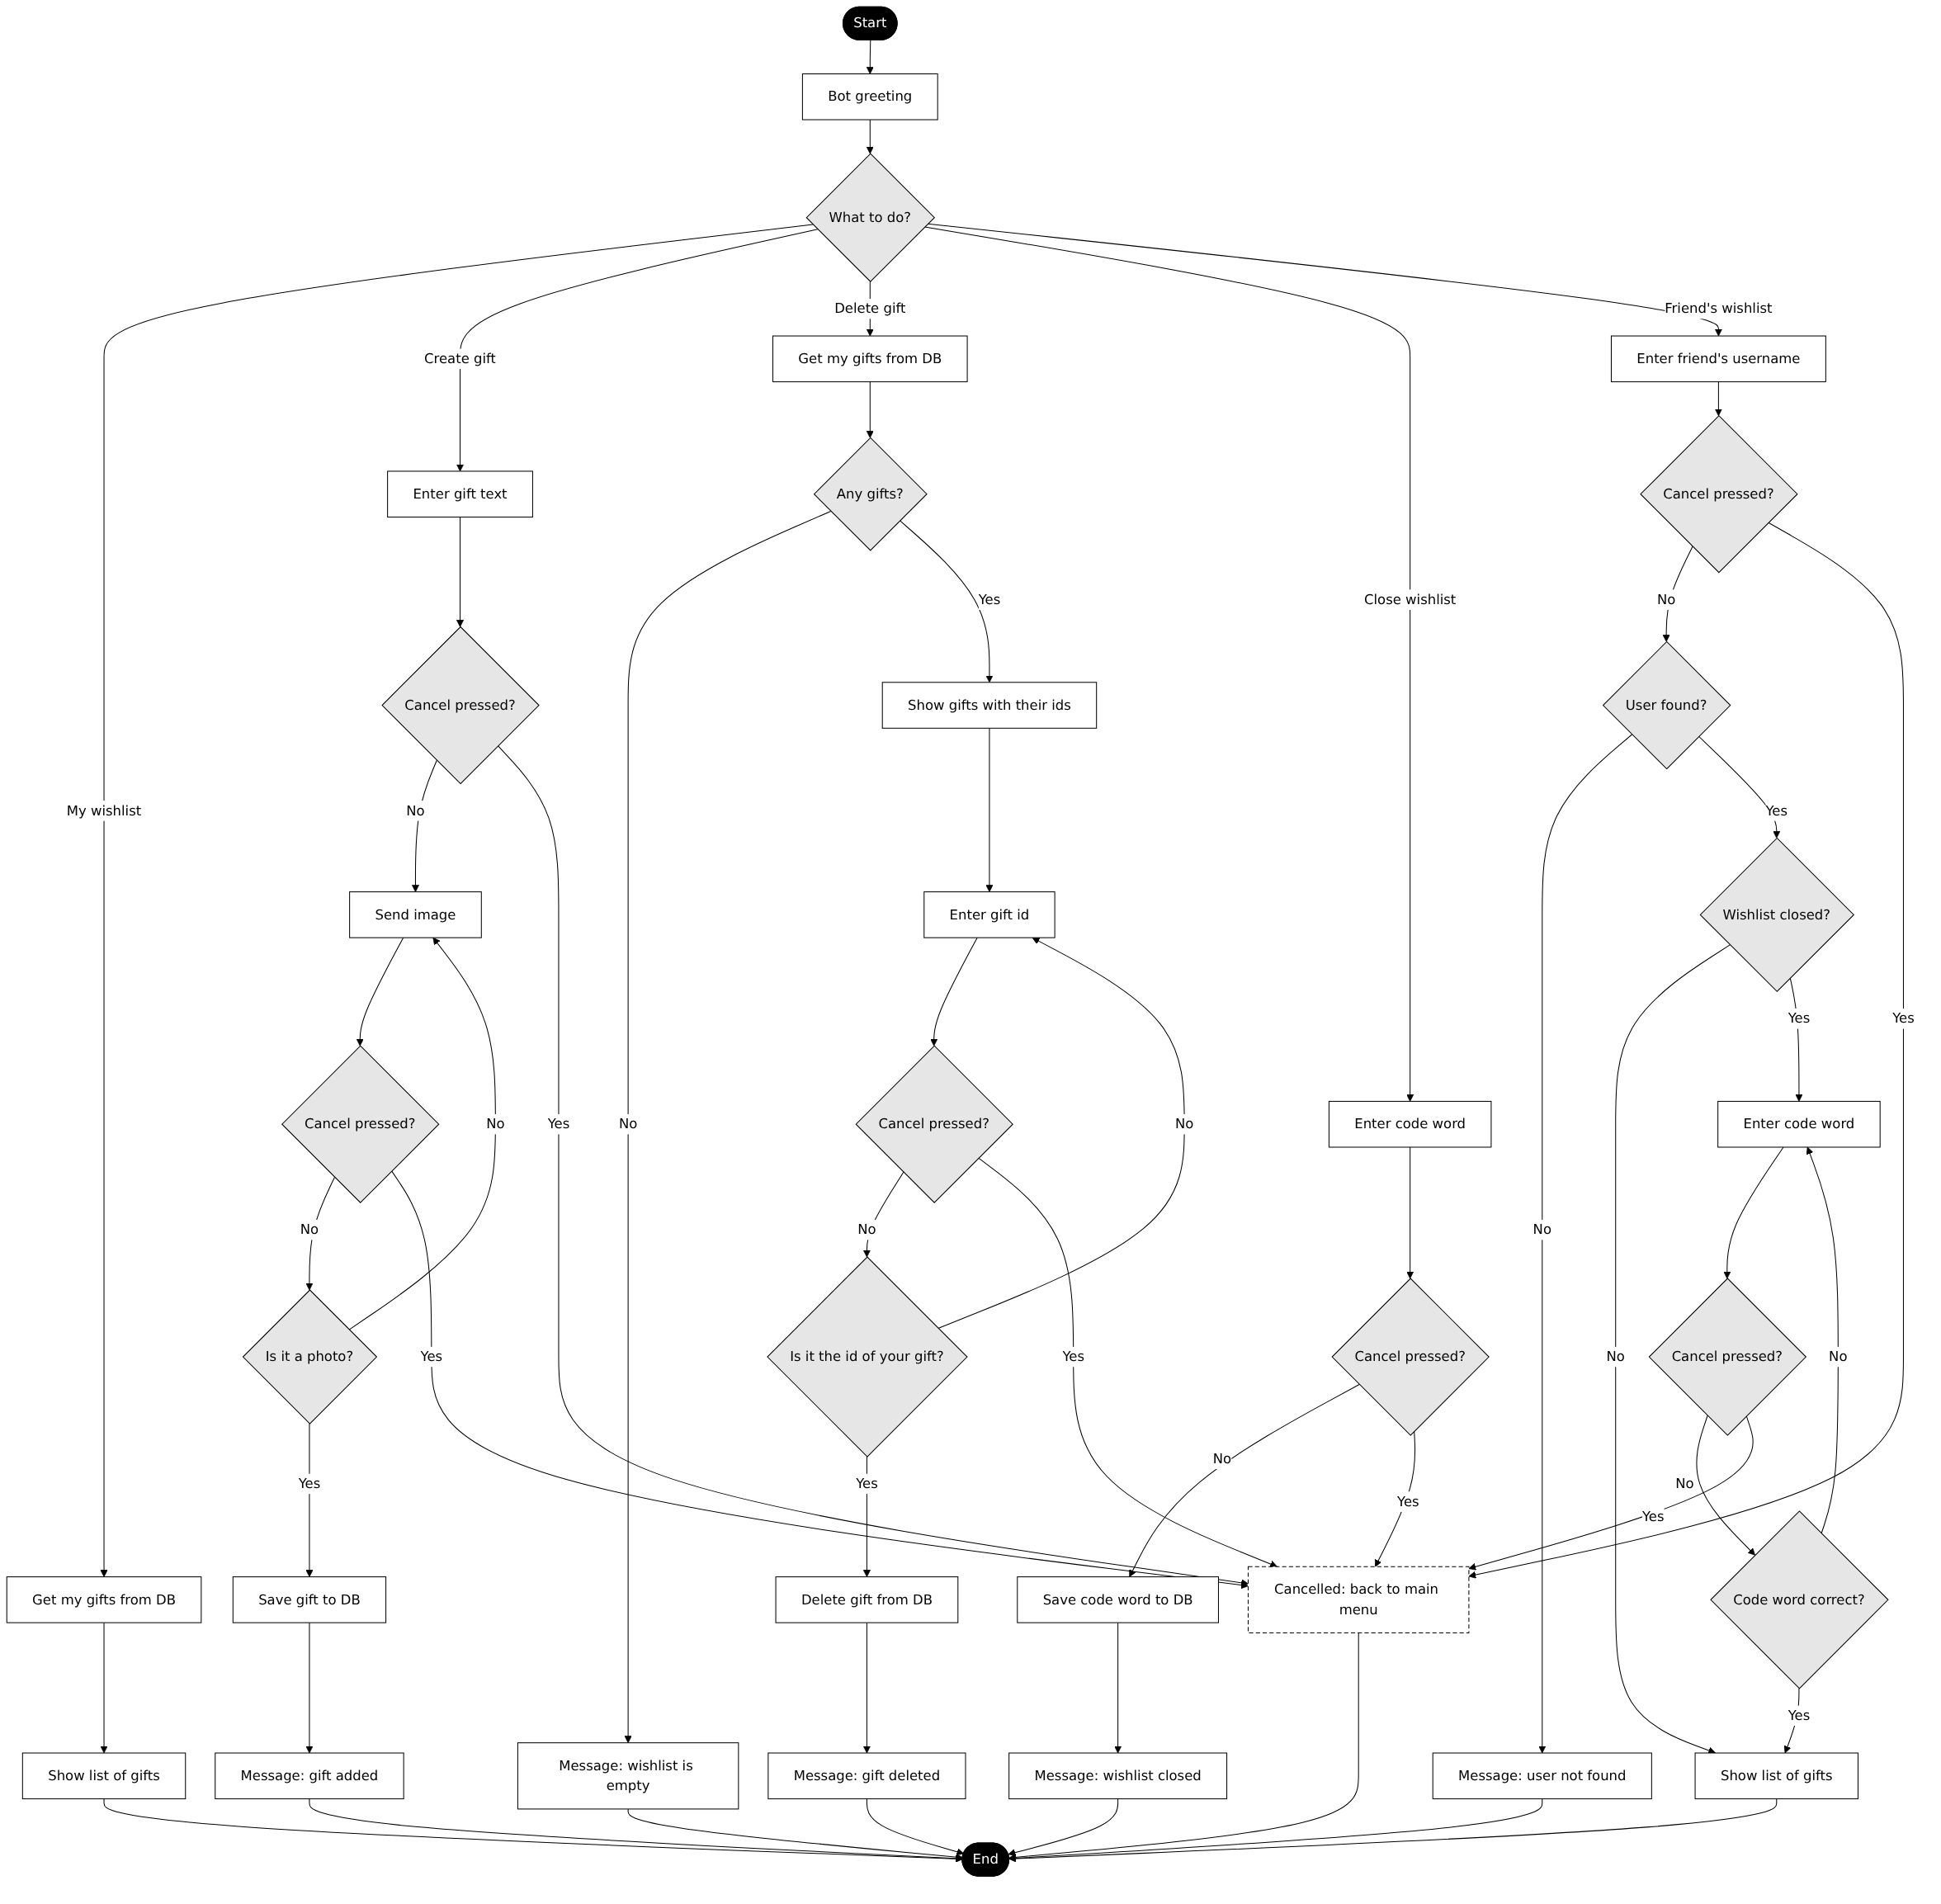 Start
Bot greeting
What to do?
Delete gift
Friend's wishlist
Create gift
Get my gifts from DB
Enter friend's username
Enter gift text
Any gifts?
Cancel pressed?
Yes
Close wishlist
No
Cancel pressed?
Show gifts with their ids
User found?
My wishlist
No
Yes
Send image
Enter gift id
Wishlist closed?
Yes
Yes
Cancel pressed?
No
Yes
No
Cancel pressed?
No
Enter code word
Enter code word
No
No
No
Is it a photo?
Yes
Is it the id of your gift?
Yes
Cancel pressed?
No
Cancel pressed?
No
No
Yes
Yes
No
Yes
Yes
Get my gifts from DB
Save gift to DB
Delete gift from DB
Save code word to DB
Cancelled: back to main
menu
Code word correct?
Yes
Show list of gifts
Message: gift added
Message: wishlist is
empty
Message: gift deleted
Message: wishlist closed
Message: user not found
Show list of gifts
End